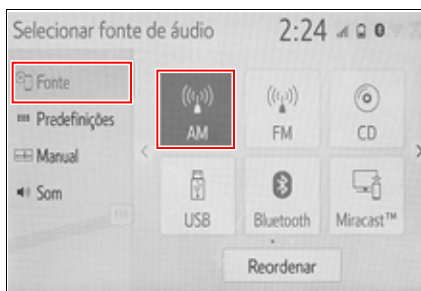 Selecionar fonte de áudio 2:24
Fonte
Predefinições
Manual
Som
AM
FM
CD
USB
Bluetooth
Miracast™
Reordenar